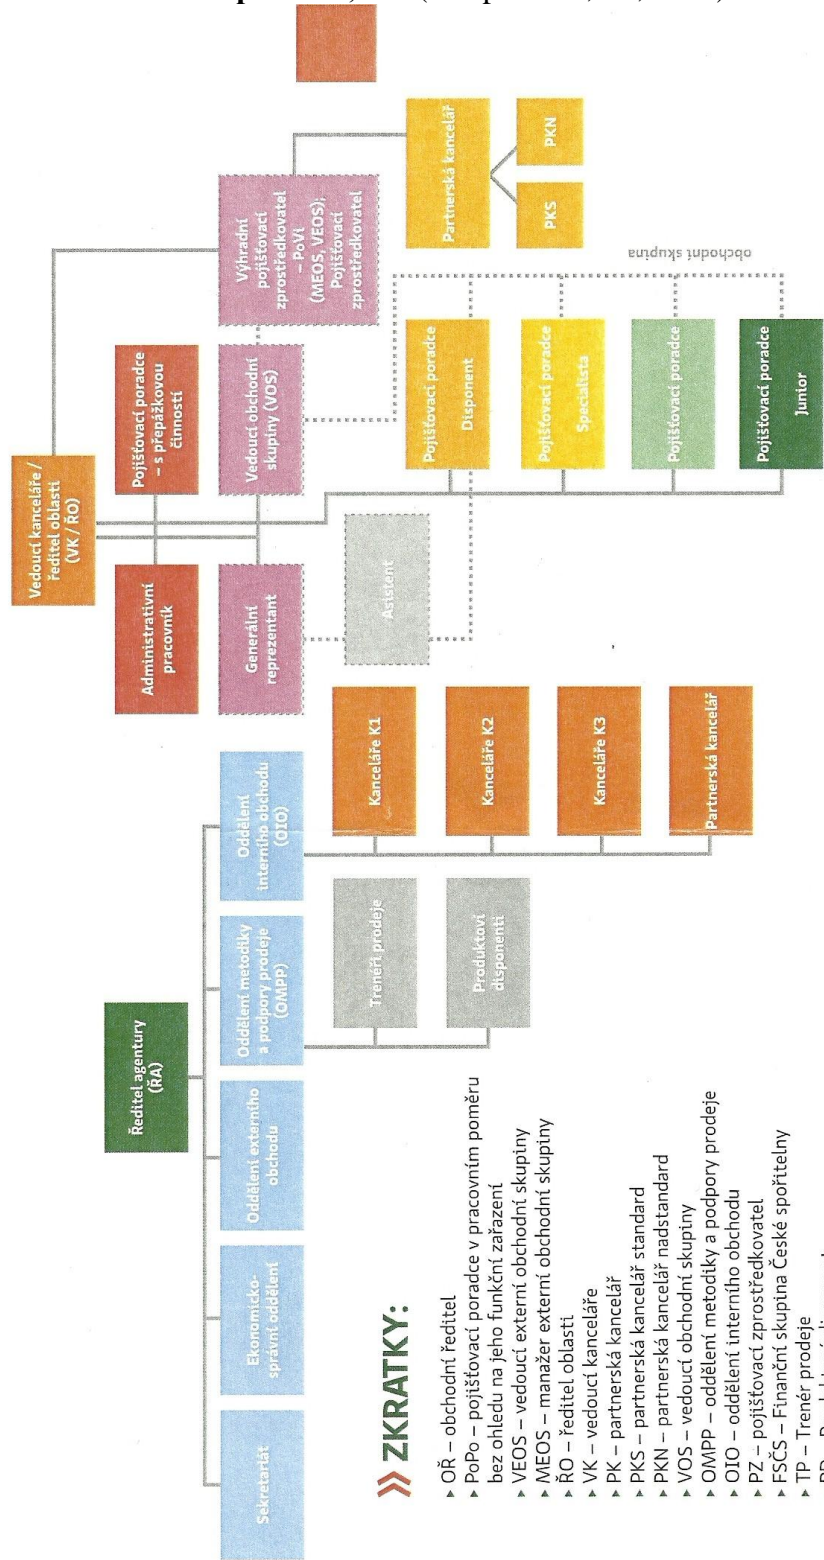 Ředitel agentury
(ŘA)
Sekretariát
Ekonomicko-
správní oddělení
Oddělení externího
obchodu
Oddělení metodiky
a podpory prodeje
(OMPP)
Oddělení
interního obchodu
(OIO)
Trenéři prodeje
Produktoví
disponenti
Kanceláře K1
Kanceláře K2
Kanceláře K3
Partnerská kancelář
Vedoucí kanceláře /
ředitel oblasti
(VK / ŘO)
Administrativní
pracovník
Pojišťovací poradce
– s přepážkovou
činností
Generální
reprezentant
Vedoucí obchodní
skupiny (VOS)
Výhradní
pojišťovací
zprostředkovatel
– PoVl
(MEOS, VEOS);
Pojišťovací
zprostředkovatel
Asistent
Pojišťovací poradce
Disponent
Pojišťovací poradce
Specialista
Pojišťovací poradce
Pojišťovací poradce
Junior
obchodní skupina
Partnerská kancelář
PKS
PKN
ZKRATKY:
OŘ – obchodní ředitel
PoPo – pojišťovací poradce v pracovním poměru
bez ohledu na jeho funkční zařazení
VEOS – vedoucí externí obchodní skupiny
MEOS – manažer externí obchodní skupiny
ŘO – ředitel oblasti
VK – vedoucí kanceláře
PK – partnerská kancelář
PKS – partnerská kancelář standard
PKN – partnerská kancelář nadstandard
VOS – vedoucí obchodní skupiny
OMPP – oddělení metodiky a podpory prodeje
OIO – oddělení interního obchodu
PZ – pojišťovací zprostředkovatel
FSČS – Finanční skupina České spořitelny
TP – Trenér prodeje